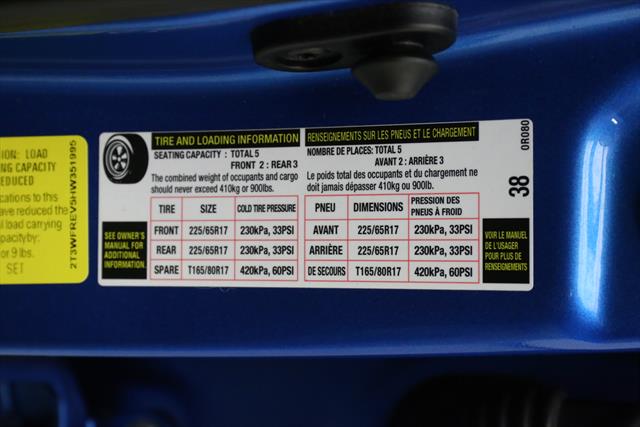 ION: LOAD
NG CAPACITY
REDUCED
ications to this
ave reduced the
l load carrying
capacityby:
or 9 lbs.
SET
2T3WFREV5HW351995
TIRE AND LOADING INFORMATION
SEATING CAPACITY : TOTAL 5
FRONT 2 : REAR 3
The combined weight of occupants and cargo
should never exceed 410kg or 900lbs.
SEE OWNER'S
MANUAL FOR
ADDITIONAL
INFORMATION
TIRE SIZE COLD TIRE PRESSURE
FRONT 225/65R17 230kPa, 33PSI
REAR 225/65R17 230kPa, 33PSI
SPARE T165/80R17 420kPa, 60PSI
RENSEIGNEMENTS SUR LES PNEUS ET LE CHARGEMENT
NOMBRE DE PLACES: TOTAL 5
AVANT 2 : ARRIÈRE 3
Le poids total des occupants et du chargement ne
doit jamais dépasser 410kg ou 900lb.
PNEU DIMENSIONS PRESSION DES
PNEUS À FROID
AVANT 225/65R17 230kPa, 33PSI
ARRIÈRE 225/65R17 230kPa, 33PSI
DE SECOURS T165/80R17 420kPa, 60PSI
VOIR LE MANUEL
DE L'USAGER
POUR PLUS DE
RENSEIGNEMENTS
38
0R080